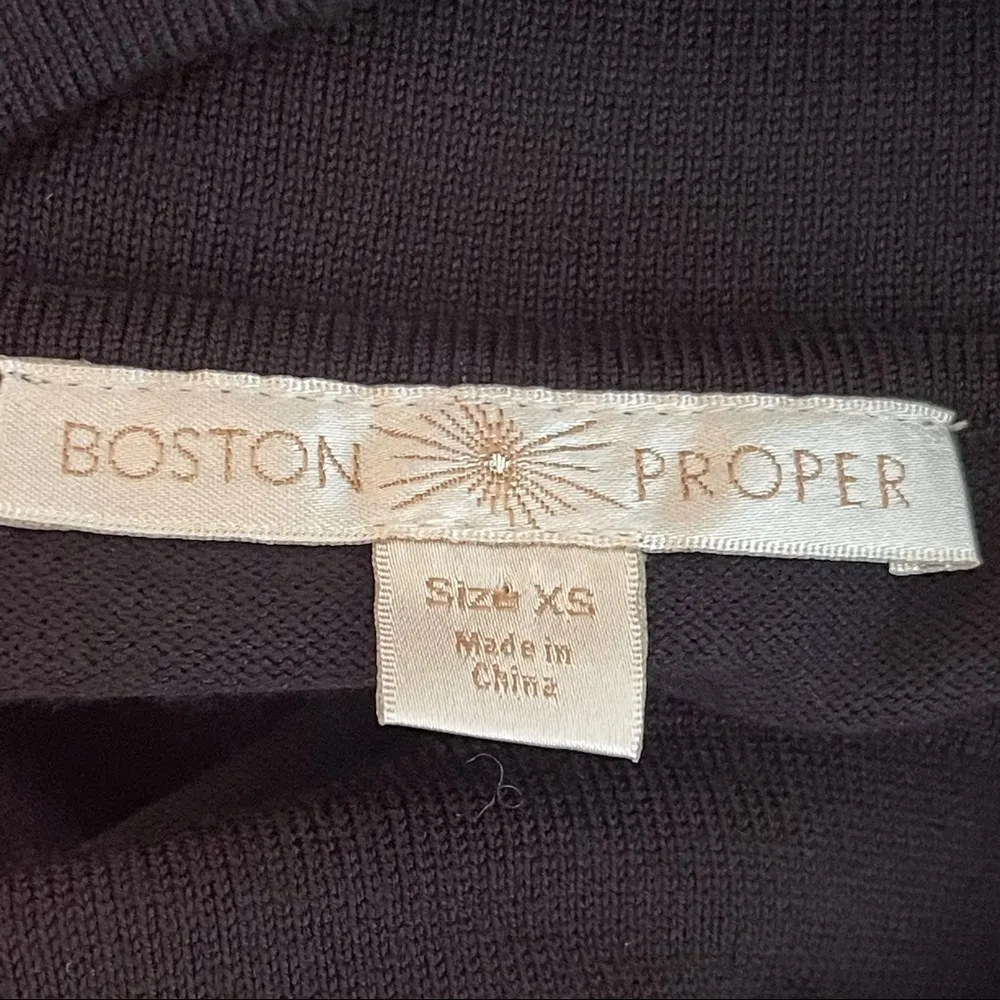 BOSTON PROPER
Size XS
Made in
China